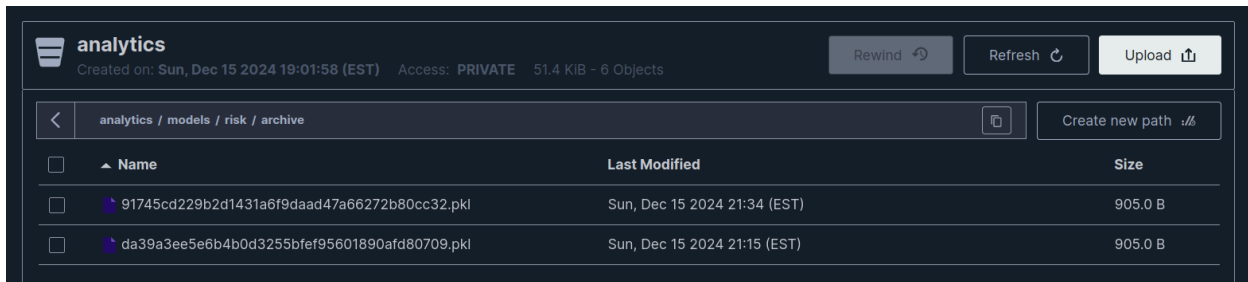 analytics
Created on: Sun, Dec 15 2024 19:01:58 (EST) Access: PRIVATE 51.4 KiB - 6 Objects
Rewind
Refresh
Upload
analytics / models / risk / archive
Create new path
Name Last Modified Size
91745cd229b2d1431a6f9daad47a66272b80cc32.pkl Sun, Dec 15 2024 21:34 (EST) 905.0 B
da39a3ee5e6b4b0d3255bfef95601890afd80709.pkl Sun, Dec 15 2024 21:15 (EST) 905.0 B